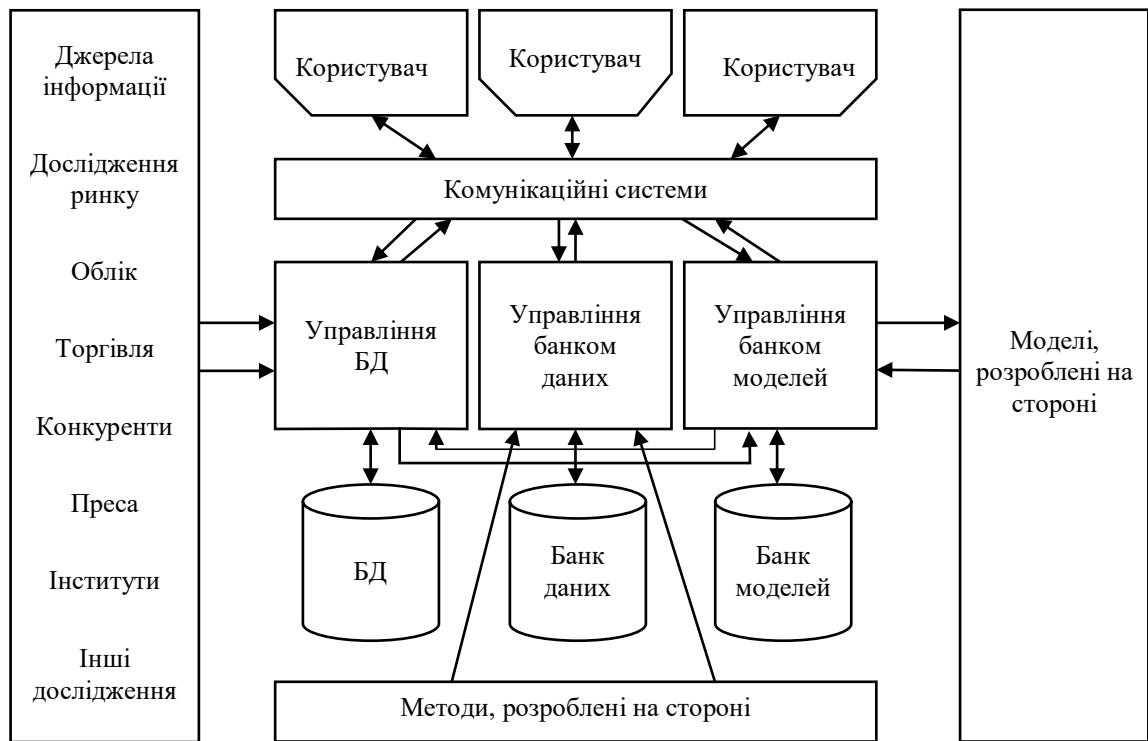 Джерела
інформації
Дослідження
ринку
Облік
Торгівля
Конкуренти
Преса
Інститути
Інші
дослідження
Користувач
Користувач
Користувач
Комунікаційні системи
Управління
БД
Управління
банком
даних
Управління
банком
моделей
БД
Банк
даних
Банк
моделей
Методи, розроблені на стороні
Моделі,
розроблені на
стороні